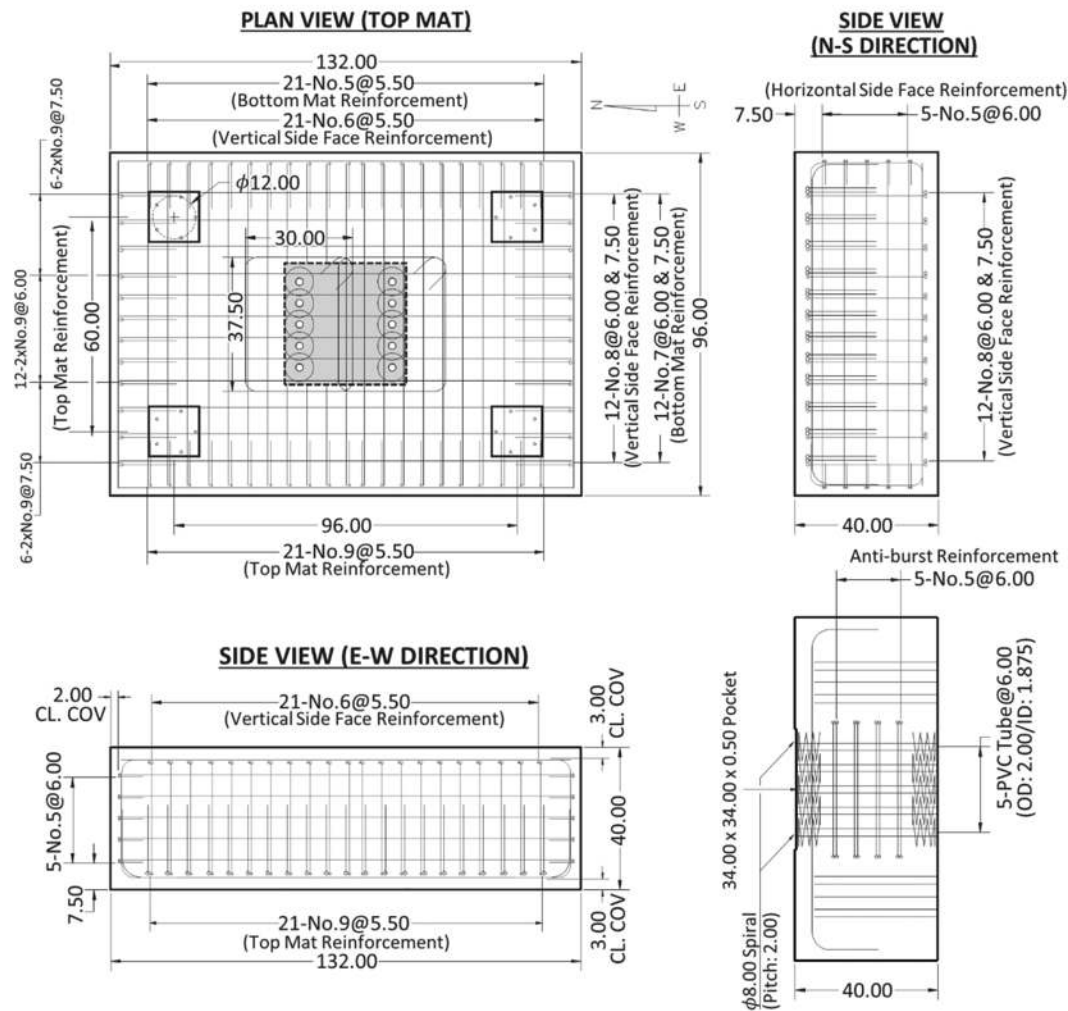 PLAN VIEW (TOP MAT)
132.00
21-No.5@5.50
(Bottom Mat Reinforcement)
21-No.6@5.50
(Vertical Side Face Reinforcement)
N
E
S
W
6-2xNo.9@7.50
12-2xNo.9@6.00
6-2xNo.9@7.50
(Top Mat Reinforcement)
60.00
ϕ12.00
30.00
37.50
12-No.8@6.00 & 7.50
(Vertical Side Face Reinforcement)
12-No.7@6.00 & 7.50
(Bottom Mat Reinforcement)
96.00
96.00
21-No.9@5.50
(Top Mat Reinforcement)
SIDE VIEW
(N-S DIRECTION)
(Horizontal Side Face Reinforcement)
7.50
5-No.5@6.00
12-No.8@6.00 & 7.50
(Vertical Side Face Reinforcement)
40.00
SIDE VIEW (E-W DIRECTION)
2.00
CL. COV
21-No.6@5.50
(Vertical Side Face Reinforcement)
3.00
CL. COV
5-No.5@6.00
7.50
40.00
3.00
CL. COV
21-No.9@5.50
(Top Mat Reinforcement)
132.00
Anti-burst Reinforcement
5-No.5@6.00
34.00 x 34.00 x 0.50 Pocket
5-PVC Tube@6.00
(OD: 2.00/ID: 1.875)
ϕ8.00 Spiral
(Pitch: 2.00)
40.00